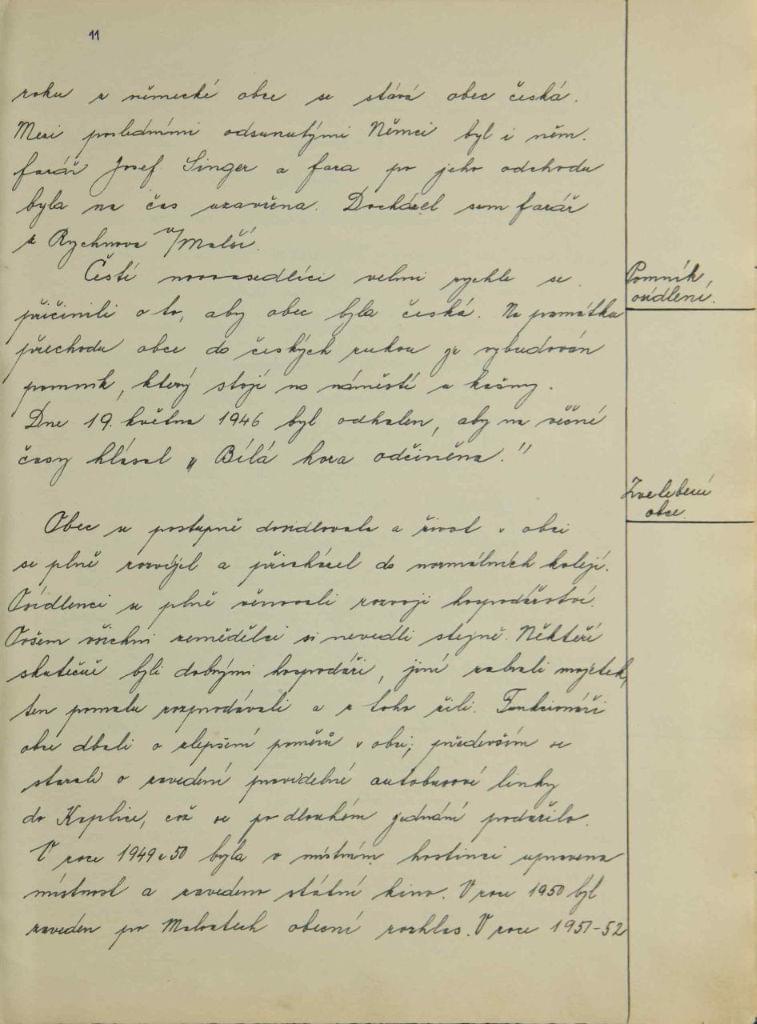 11
roku z německé obce se stává obec česká.
Mezi posledními odsunutými Němci byl i něm.
farář Josef Singer a fara po jeho odchodu
byla na čas uzavřena. Docházel sem farář
z Rychnova n/Malší.
Čestí novousedlíci velmi rychle se
přičinili o to, aby obec byla česká. Na památku
přechodu obce do českých rukou je vybudován
pomník, který stojí na náměstí u kašny.
Dne 19. května 1946 byl odhalen, aby na věčné
časy hlásal „Bílá hora odčiněna."
Pomník
osídlení.
Obec se postupně dosidlovala a život v obci
se plně rozvíjel a přicházel do normálních kolejí.
Osídlenci se plně věnovali rozvoji hospodářství.
Ovšem všichni zemědělci si nevedli stejně. Někteří
skutečně byli dobrými hospodáři, jiní zabrali majetek,
ten pomalu rozprodávali a z toho žili. Funkcionáři
obce dbali o zlepšení poměrů v obci, především se
starali o zavedení pravidelné autobusové linky
do Kaplice, což se po dlouhém jednání podařilo.
V roce 1949 a 50 byla v místním hostinci upravena
místnost a zavedeno státní kino. V roce 1950 byl
zaveden po Malontech obecní rozhlas. V roce 1951-52
Zvelebení
obce